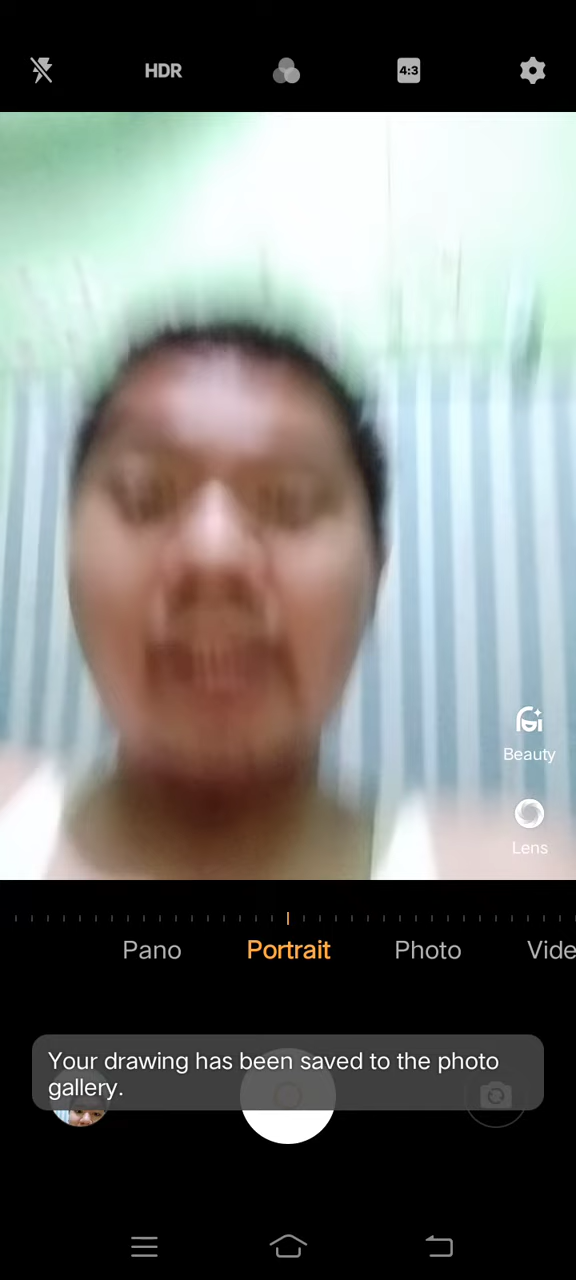 HDR
4:3
Beauty
Lens
Pano
Portrait
Photo
Vide
Your drawing has been saved to the photo
gallery.